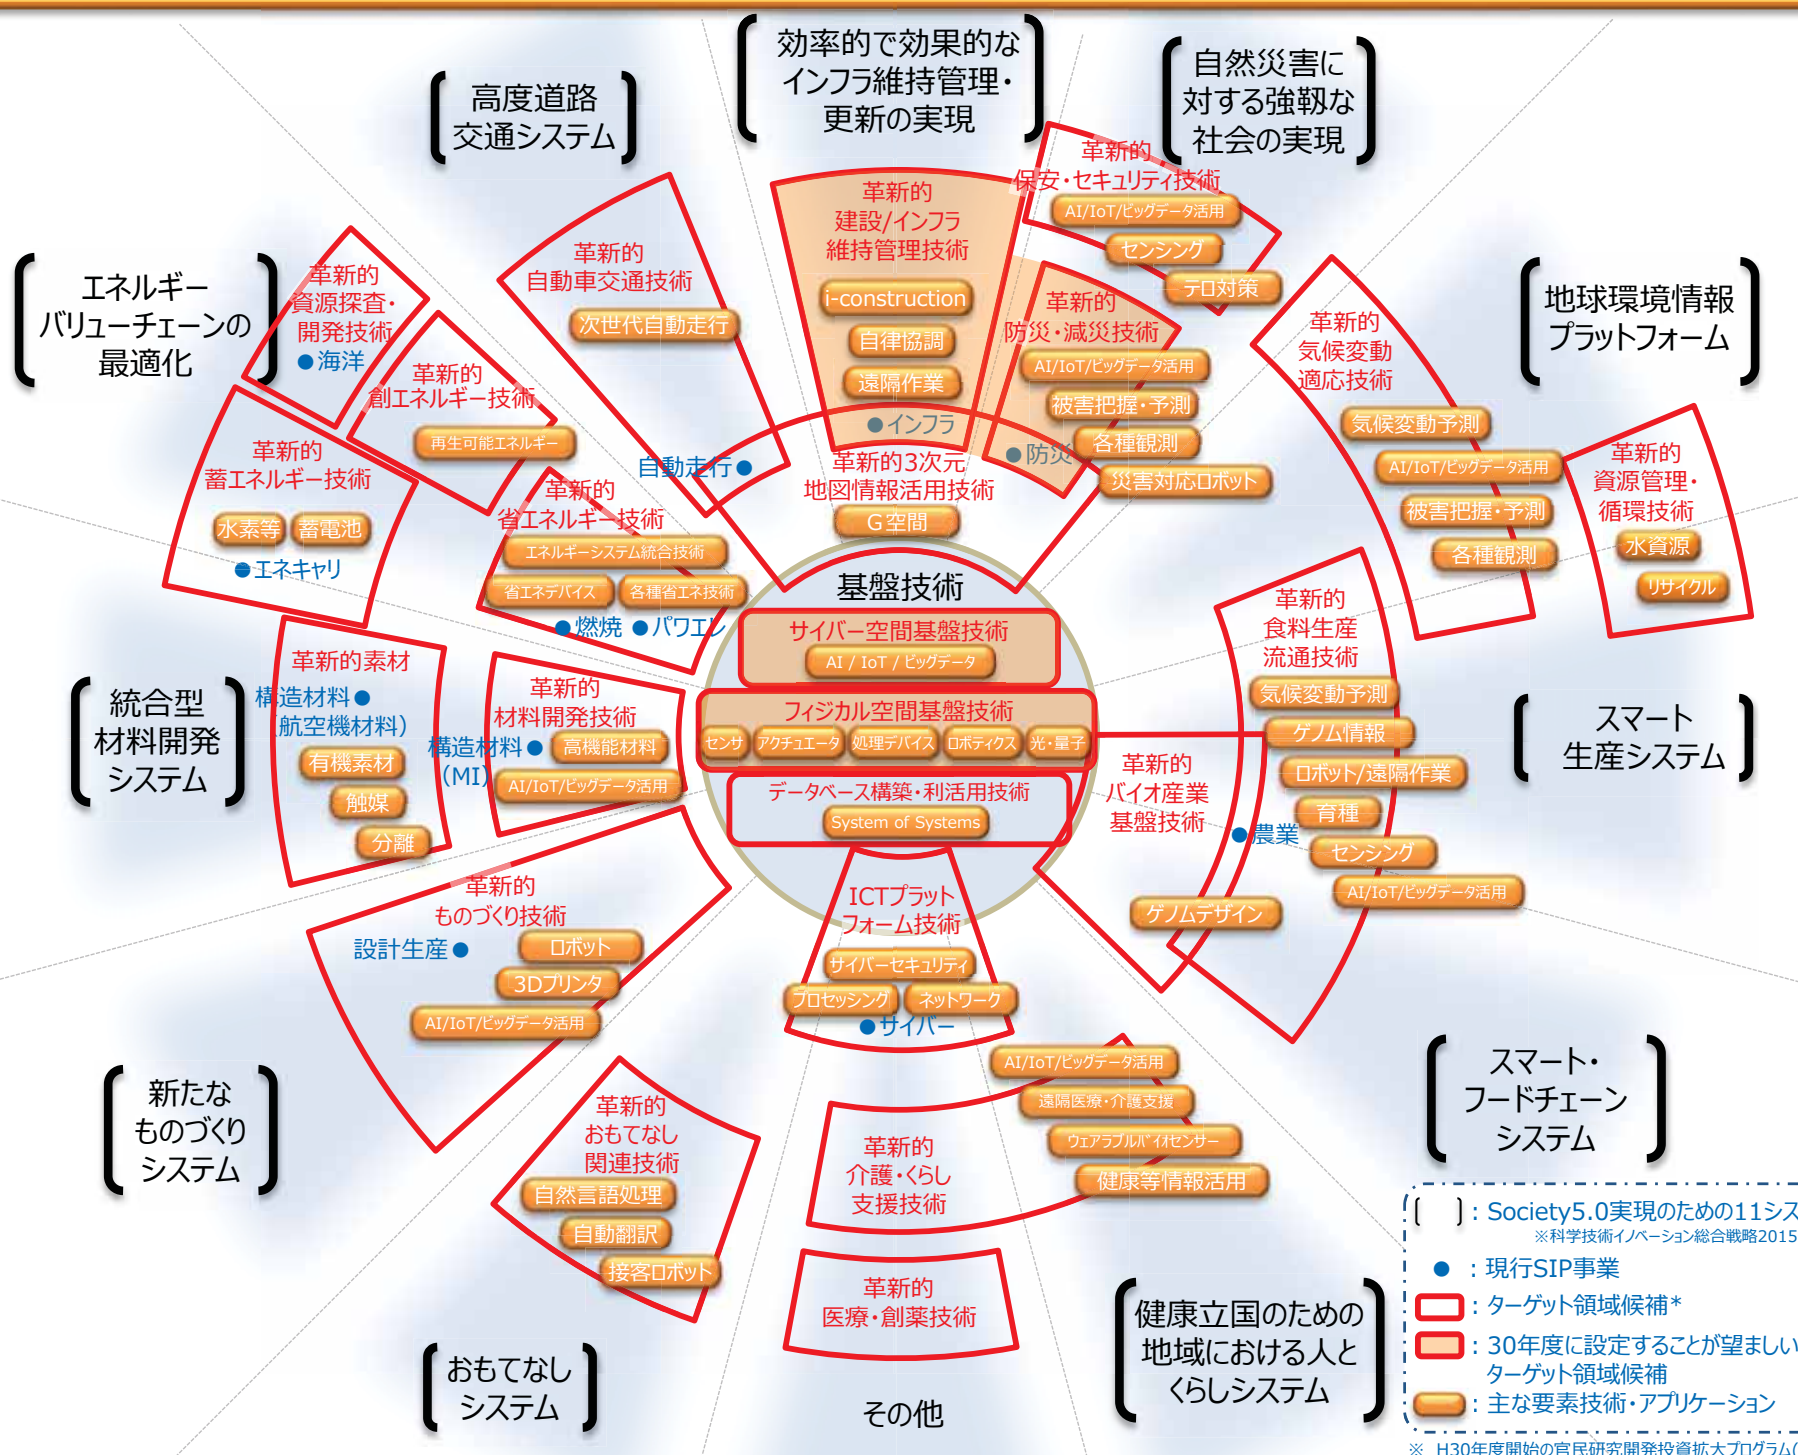 効率的で効果的な
インフラ維持管理・
更新の実現
自然災害に
対する強靱な
社会の実現
高度道路
交通システム
エネルギー
バリューチェーンの
最適化
地球環境情報
プラットフォーム
統合型
材料開発
システム
スマート
生産システム
新たな
ものづくり
システム
スマート・
フードチェーン
システム
おもてなし
システム
その他
健康立国のための
地域における人と
くらしシステム
革新的
建設/インフラ
維持管理技術
i-construction
自律協調
遠隔作業
●インフラ
革新的
保安・セキュリティ技術
AI/IoT/ビッグデータ活用
センシング
テロ対策
革新的
防災・減災技術
AI/IoT/ビッグデータ活用
被害把握・予測
各種観測
災害対応ロボット
●防災
革新的
自動車交通技術
次世代自動走行
自動走行●
革新的3次元
地図情報活用技術
G空間
革新的
資源探査・
開発技術
●海洋
革新的
創エネルギー技術
再生可能エネルギー
革新的
蓄エネルギー技術
水素等
蓄電池
●エネキャリ
革新的
省エネルギー技術
エネルギーシステム統合技術
省エネデバイス
各種省エネ技術
●燃焼 ●パワエレ
革新的
気候変動
適応技術
気候変動予測
AI/IoT/ビッグデータ活用
被害把握・予測
各種観測
革新的
資源管理・
循環技術
水資源
リサイクル
基盤技術
サイバー空間基盤技術
AI / IoT / ビッグデータ
フィジカル空間基盤技術
センサ
アクチュエータ
処理デバイス
ロボティクス
光・量子
データベース構築・利活用技術
System of Systems
革新的素材
構造材料●
（航空機材料）
有機素材
触媒
分離
革新的
材料開発技術
構造材料●
（MI）
高機能材料
AI/IoT/ビッグデータ活用
革新的
食料生産
流通技術
気候変動予測
ゲノム情報
ロボット/遠隔作業
育種
センシング
AI/IoT/ビッグデータ活用
革新的
バイオ産業
基盤技術
●農業
ゲノムデザイン
革新的
ものづくり技術
設計生産●
ロボット
3Dプリンタ
AI/IoT/ビッグデータ活用
ICTプラット
フォーム技術
サイバーセキュリティ
プロセッシング
ネットワーク
●サイバー
革新的
おもてなし
関連技術
自然言語処理
自動翻訳
接客ロボット
革新的
介護・くらし
支援技術
AI/IoT/ビッグデータ活用
遠隔医療・介護支援
ウェアラブルバイオセンサー
健康等情報活用
革新的
医療・創薬技術
：Society5.0実現のための11シス
※科学技術イノベーション総合戦略2015
●：現行SIP事業
：ターゲット領域候補*
：30年度に設定することが望ましい
ターゲット領域候補
：主な要素技術・アプリケーション
※ H30年度開始の官民研究開発投資拡大プログラム(